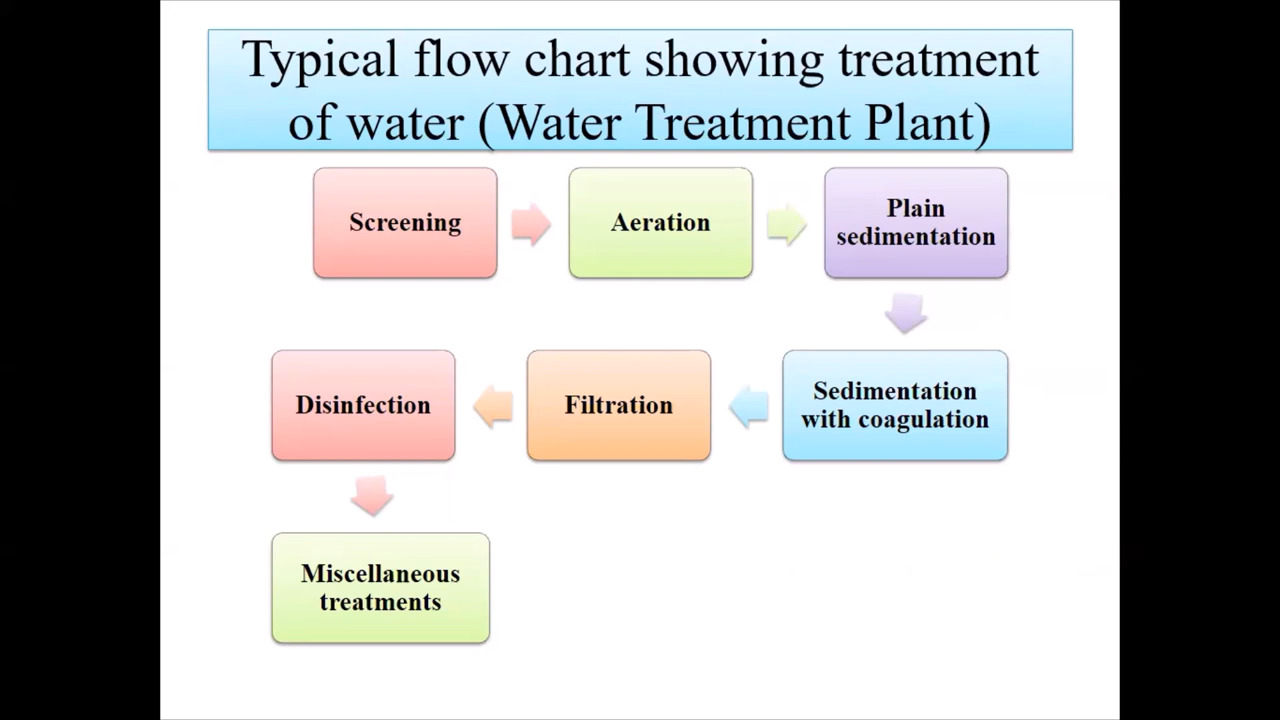 Typical flow chart showing treatment
of water (Water Treatment Plant)
Screening
Aeration
Plain
sedimentation
Sedimentation
with coagulation
Filtration
Disinfection
Miscellaneous
treatments